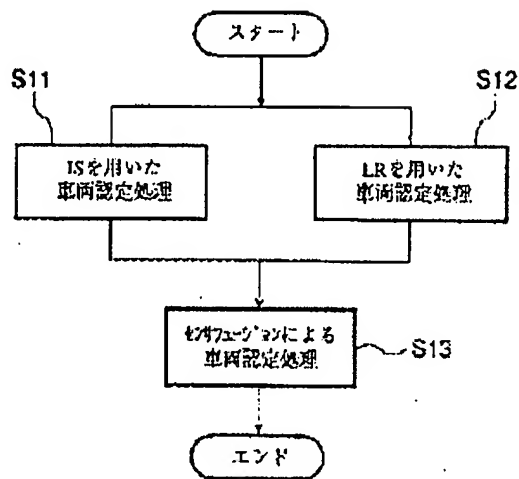 スタート
S11
S12
ISを用いた
車両認定処理
LRを用いた
車両認定処理
センサフュージョンによる
車両認定処理
S13
エンド